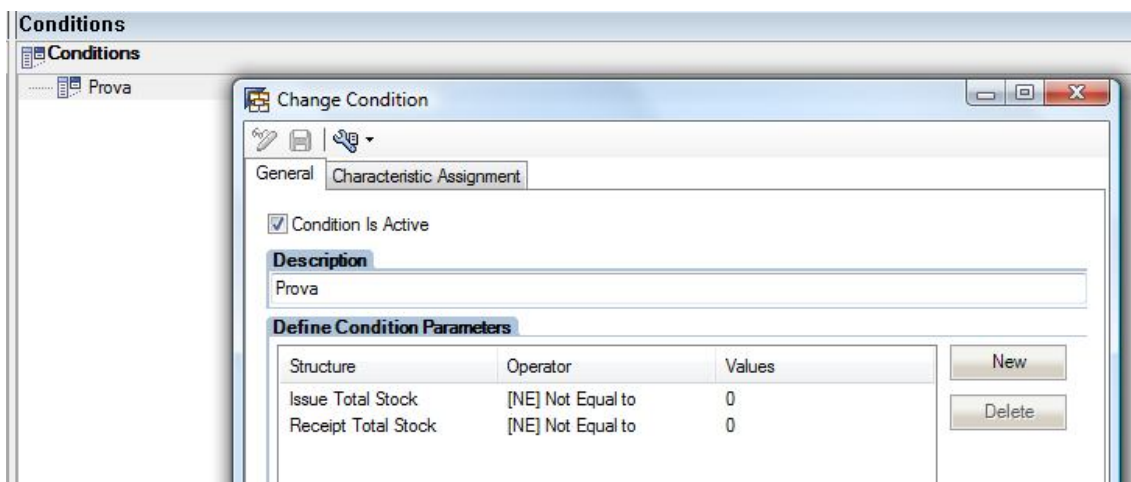 Conditions
Conditions
Prova
Change Condition
General Characteristic Assignment
Condition Is Active
Description
Prova
Define Condition Parameters
Structure Operator Values New
Issue Total Stock [NE] Not Equal to 0
Receipt Total Stock [NE] Not Equal to 0 Delete